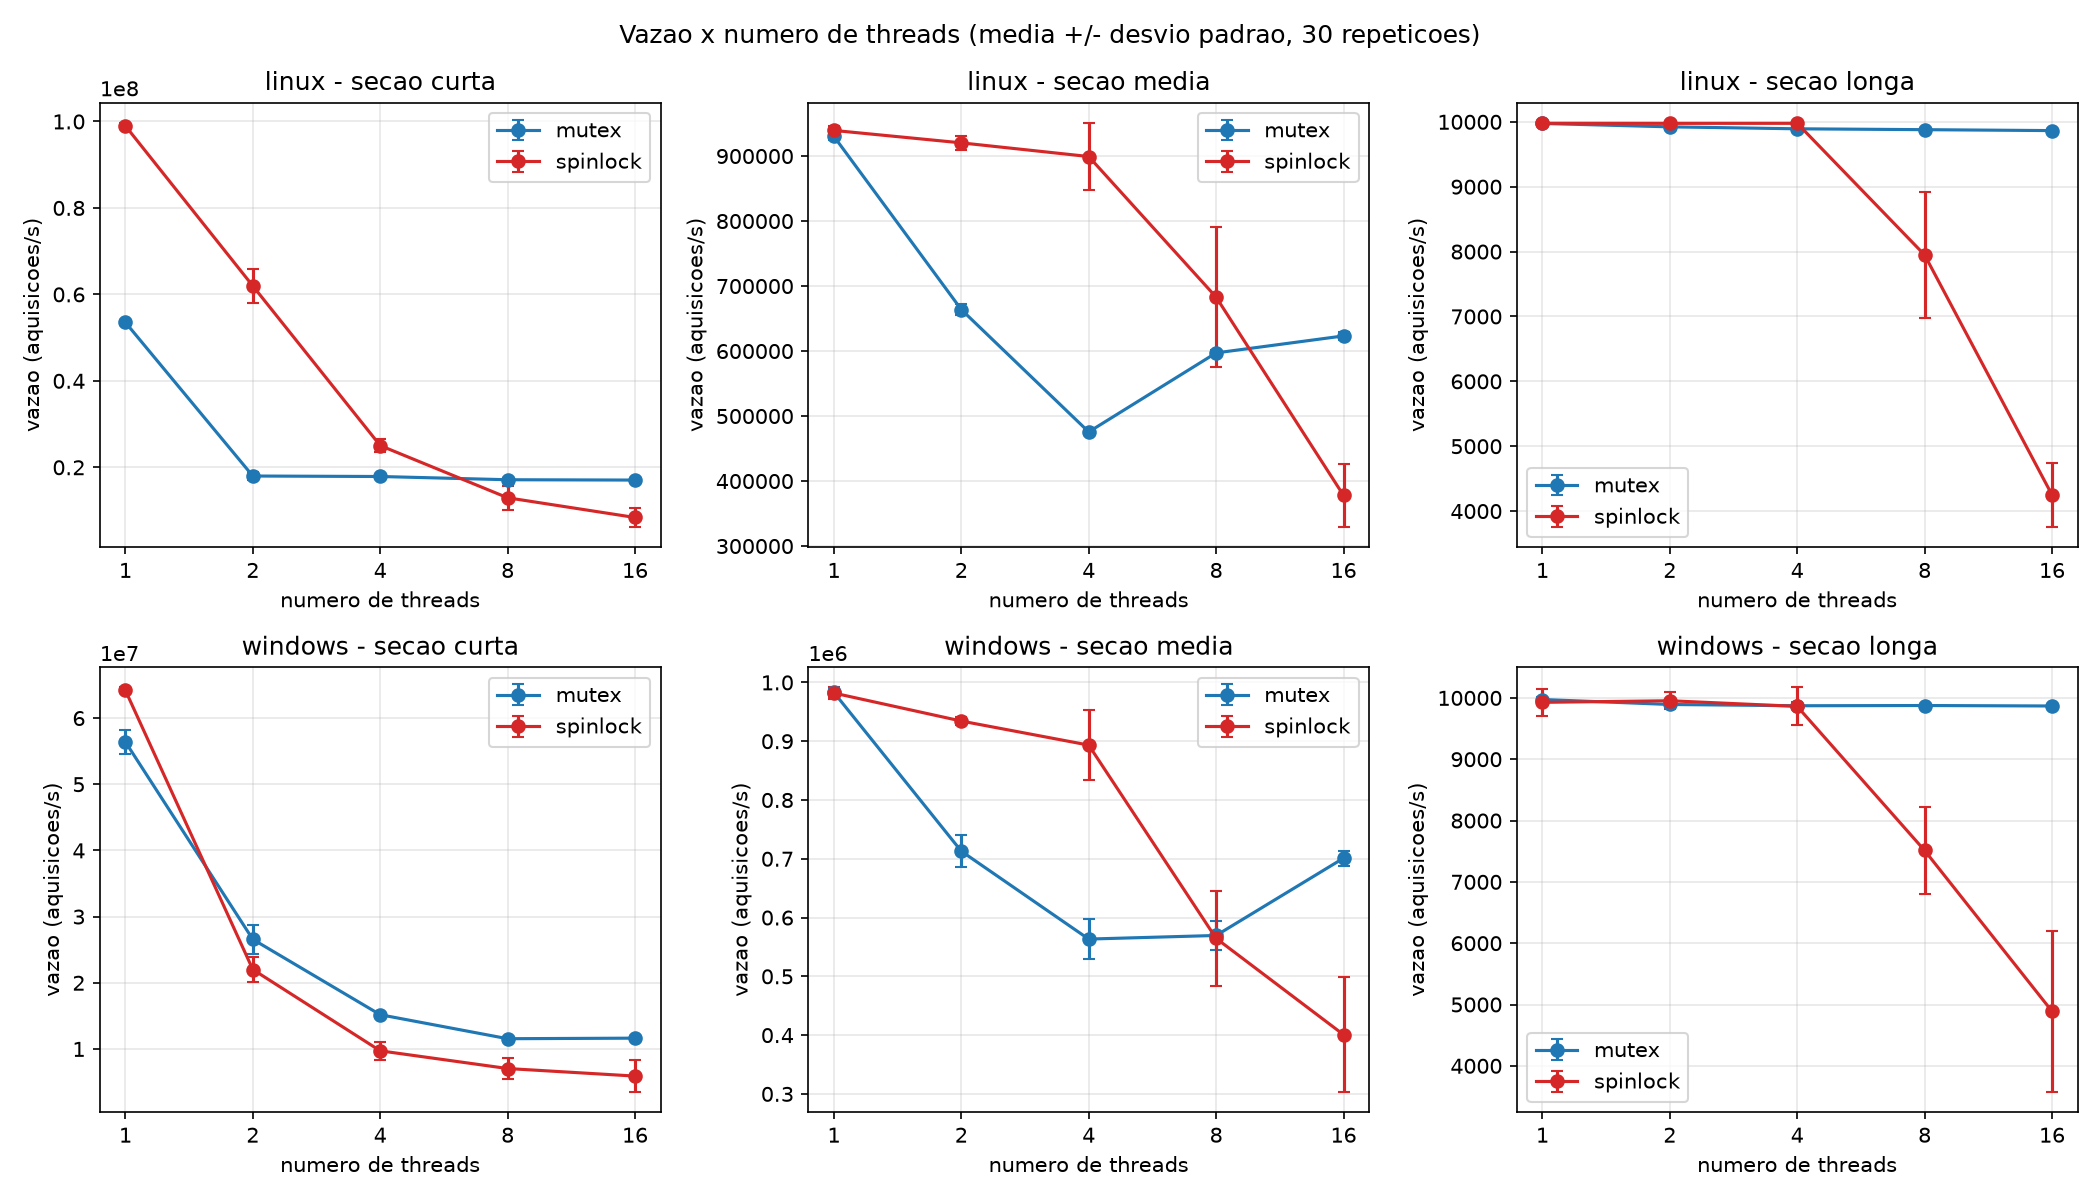 Vazao x numero de threads (media +/- desvio padrao, 30 repeticoes)
linux - secao curta
1e8
1.0
0.8
0.6
0.4
0.2
vazao (aquisicoes/s)
mutex
spinlock
1 2 4 8 16
numero de threads
linux - secao media
900000
800000
700000
600000
500000
400000
300000
vazao (aquisicoes/s)
mutex
spinlock
1 2 4 8 16
numero de threads
linux - secao longa
10000
9000
8000
7000
6000
5000
4000
vazao (aquisicoes/s)
mutex
spinlock
1 2 4 8 16
numero de threads
windows - secao curta
1e7
6
5
4
3
2
1
vazao (aquisicoes/s)
mutex
spinlock
1 2 4 8 16
numero de threads
windows - secao media
1e6
1.0
0.9
0.8
0.7
0.6
0.5
0.4
0.3
vazao (aquisicoes/s)
mutex
spinlock
1 2 4 8 16
numero de threads
windows - secao longa
10000
9000
8000
7000
6000
5000
4000
vazao (aquisicoes/s)
mutex
spinlock
1 2 4 8 16
numero de threads